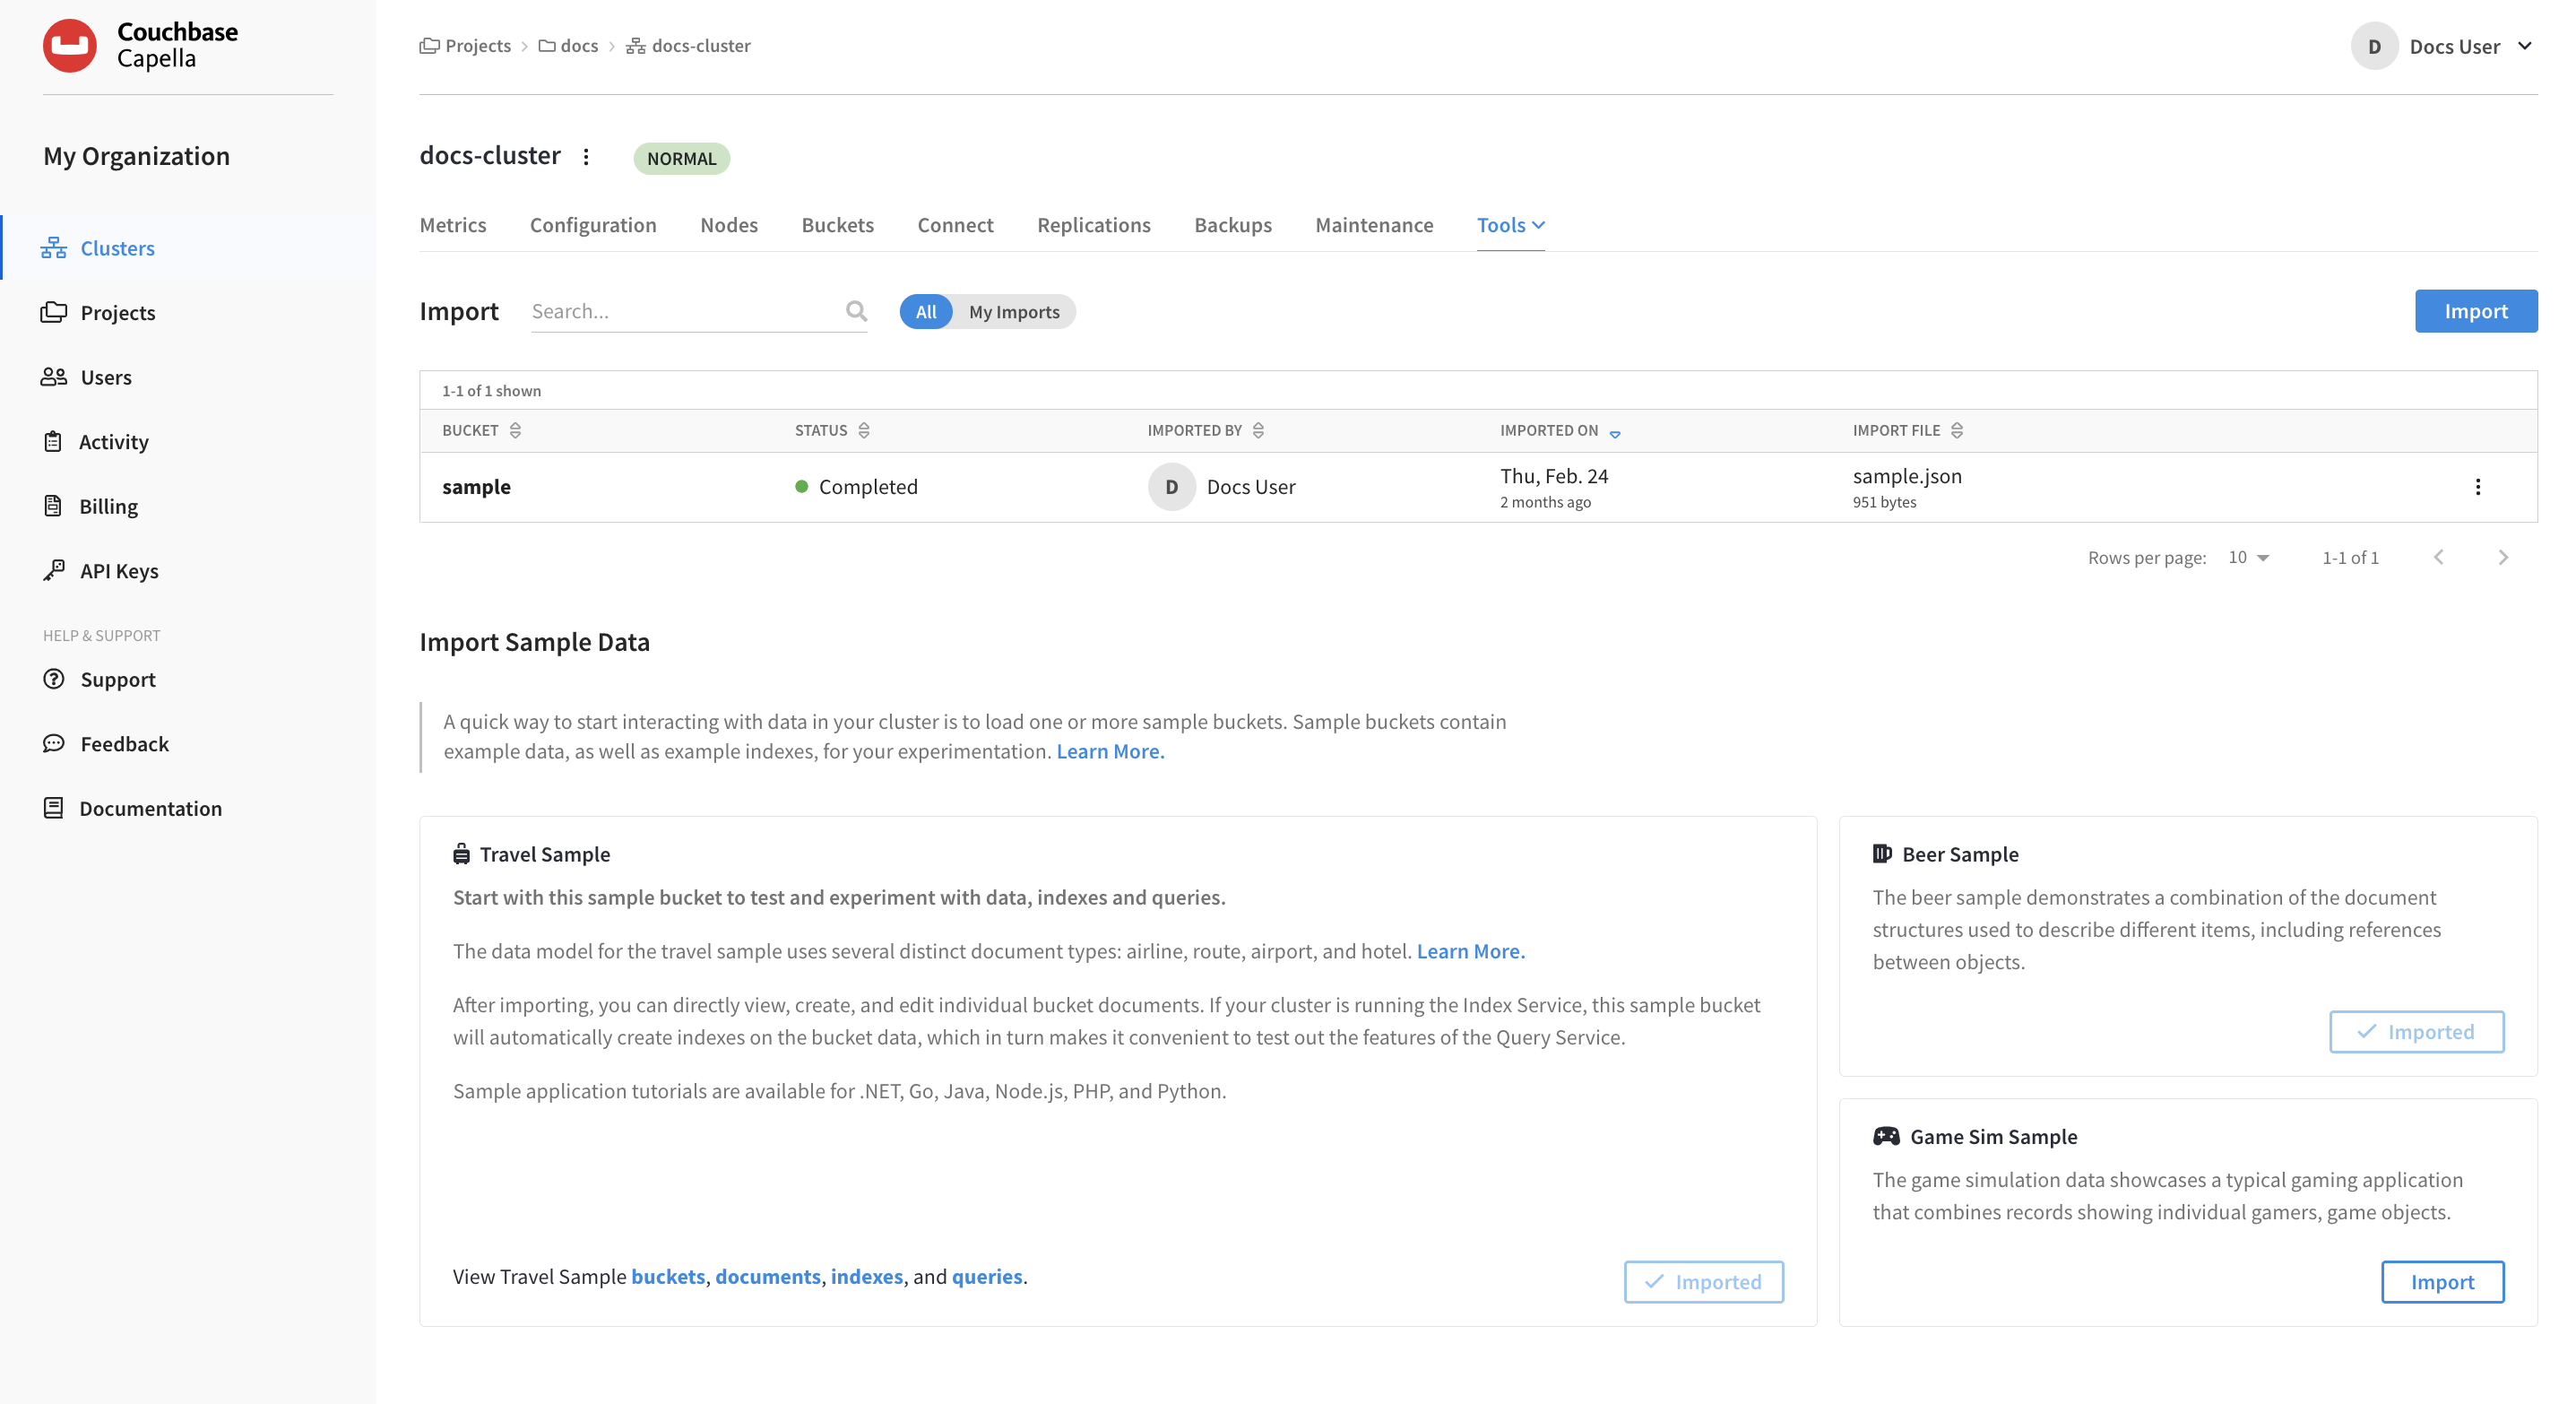 Couchbase
Capella
My Organization
Clusters
Projects
Users
Activity
Billing
API Keys
HELP & SUPPORT
Support
Feedback
Documentation
Projects docs docs-cluster
D Docs User
docs-cluster NORMAL
Metrics Configuration Nodes Buckets Connect Replications Backups Maintenance Tools
Import Search... All My Imports Import
1-1 of 1 shown
BUCKET STATUS IMPORTED BY IMPORTED ON IMPORT FILE
sample Completed D Docs User Thu, Feb. 24 sample.json
2 months ago 951 bytes
Rows per page: 10 1-1 of 1
Import Sample Data
A quick way to start interacting with data in your cluster is to load one or more sample buckets. Sample buckets contain
example data, as well as example indexes, for your experimentation. Learn More.
Travel Sample
Start with this sample bucket to test and experiment with data, indexes and queries.
The data model for the travel sample uses several distinct document types: airline, route, airport, and hotel. Learn More.
After importing, you can directly view, create, and edit individual bucket documents. If your cluster is running the Index Service, this sample bucket
will automatically create indexes on the bucket data, which in turn makes it convenient to test out the features of the Query Service.
Sample application tutorials are available for .NET, Go, Java, Node.js, PHP, and Python.
View Travel Sample buckets, documents, indexes, and queries.
Imported
Beer Sample
The beer sample demonstrates a combination of the document
structures used to describe different items, including references
between objects.
Imported
Game Sim Sample
The game simulation data showcases a typical gaming application
that combines records showing individual gamers, game objects.
Import